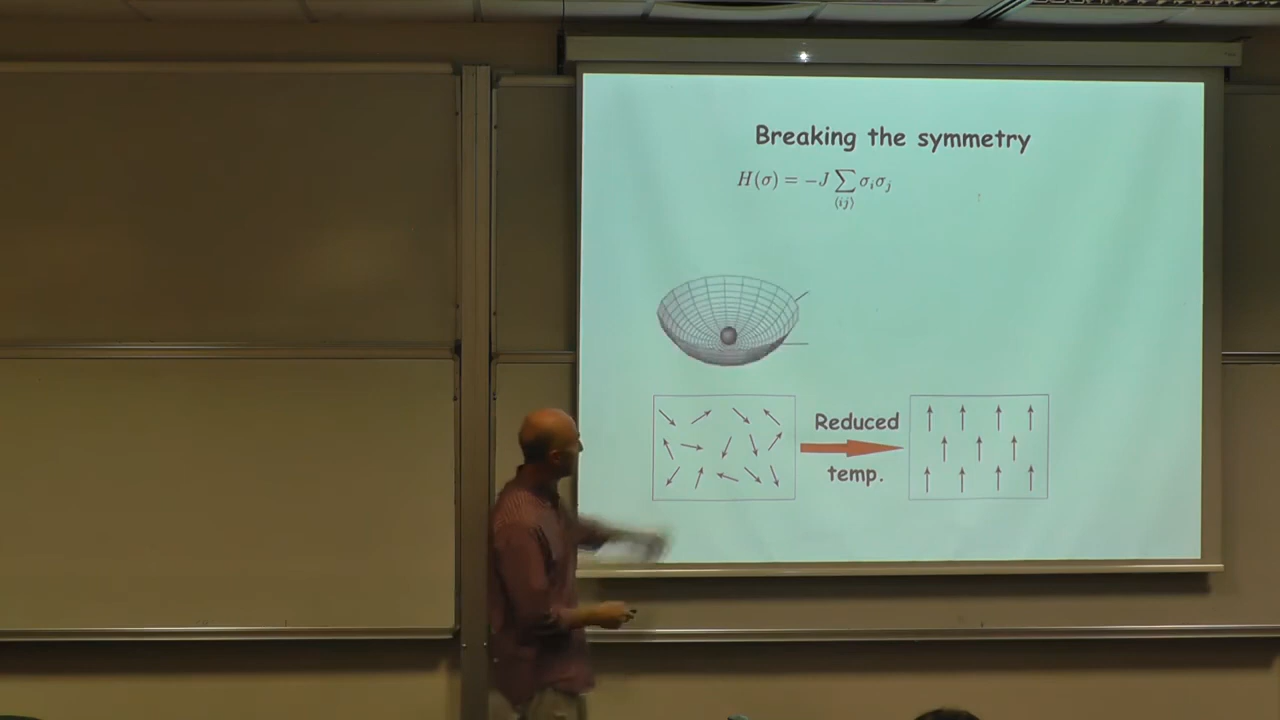 Breaking the symmetry
H(σ) = −J ∑ σᵢσⱼ
⟨ij⟩
Reduced
temp.